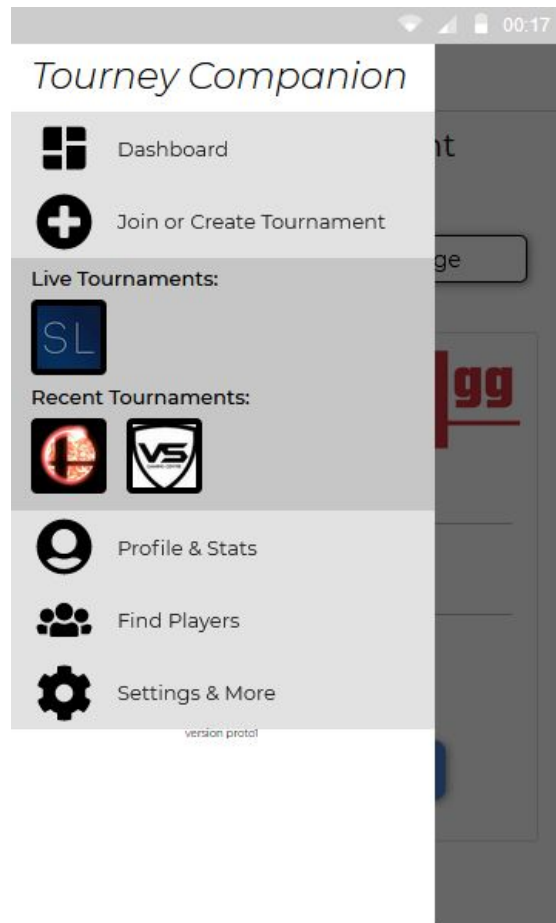 00:17
Tourney Companion
nt
Dashboard
Join or Create Tournament
ge
Live Tournaments:
SL
gg
Recent Tournaments:
VS
Profile & Stats
Find Players
Settings & More
version proto1